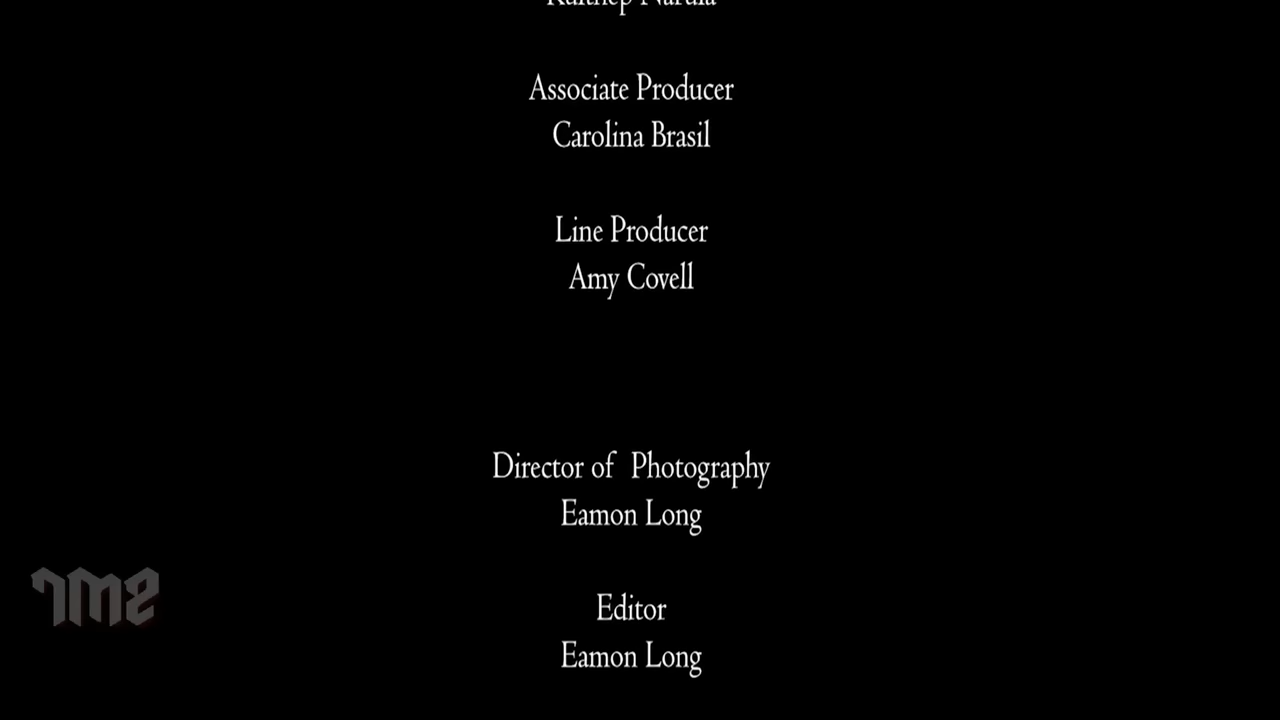 Associate Producer
Carolina Brasil
Line Producer
Amy Covell
Director of Photography
Eamon Long
Editor
Eamon Long